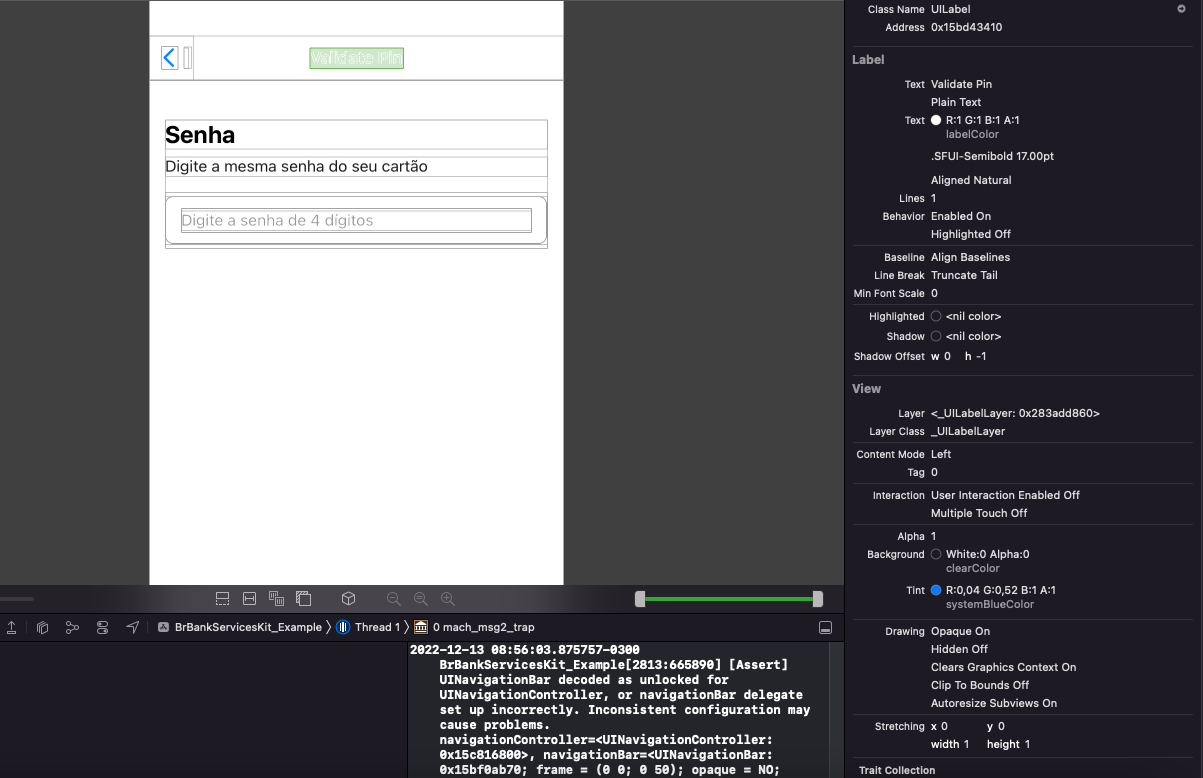 Validate Pin
Senha
Digite a mesma senha do seu cartão
Digite a senha de 4 dígitos
BrBankServicesKit_Example
Thread 1
0 mach_msg2_trap
2022-12-13 08:56:03.875757-0300
BrBankServicesKit_Example[2813:665890] [Assert]
UINavigationBar decoded as unlocked for
UINavigationController, or navigationBar delegate
set up incorrectly. Inconsistent configuration may
cause problems.
navigationController=<UINavigationController:
0x15c816800>, navigationBar=<UINavigationBar:
0x15bf0ab70; frame = (0 0; 0 50); opaque = NO;
Class Name UILabel
Address 0x15bd43410
Label
Text Validate Pin
Plain Text
Text R:1 G:1 B:1 A:1
labelColor
.SFUI-Semibold 17.00pt
Aligned Natural
Lines 1
Behavior Enabled On
Highlighted Off
Baseline Align Baselines
Line Break Truncate Tail
Min Font Scale 0
Highlighted <nil color>
Shadow <nil color>
Shadow Offset w 0 h -1
View
Layer <_UILabelLayer: 0x283add860>
Layer Class _UILabelLayer
Content Mode Left
Tag 0
Interaction User Interaction Enabled Off
Multiple Touch Off
Alpha 1
Background White:0 Alpha:0
clearColor
Tint R:0,04 G:0,52 B:1 A:1
systemBlueColor
Drawing Opaque On
Hidden Off
Clears Graphics Context On
Clip To Bounds Off
Autoresize Subviews On
Stretching x 0 y 0
width 1 height 1
Trait Collection